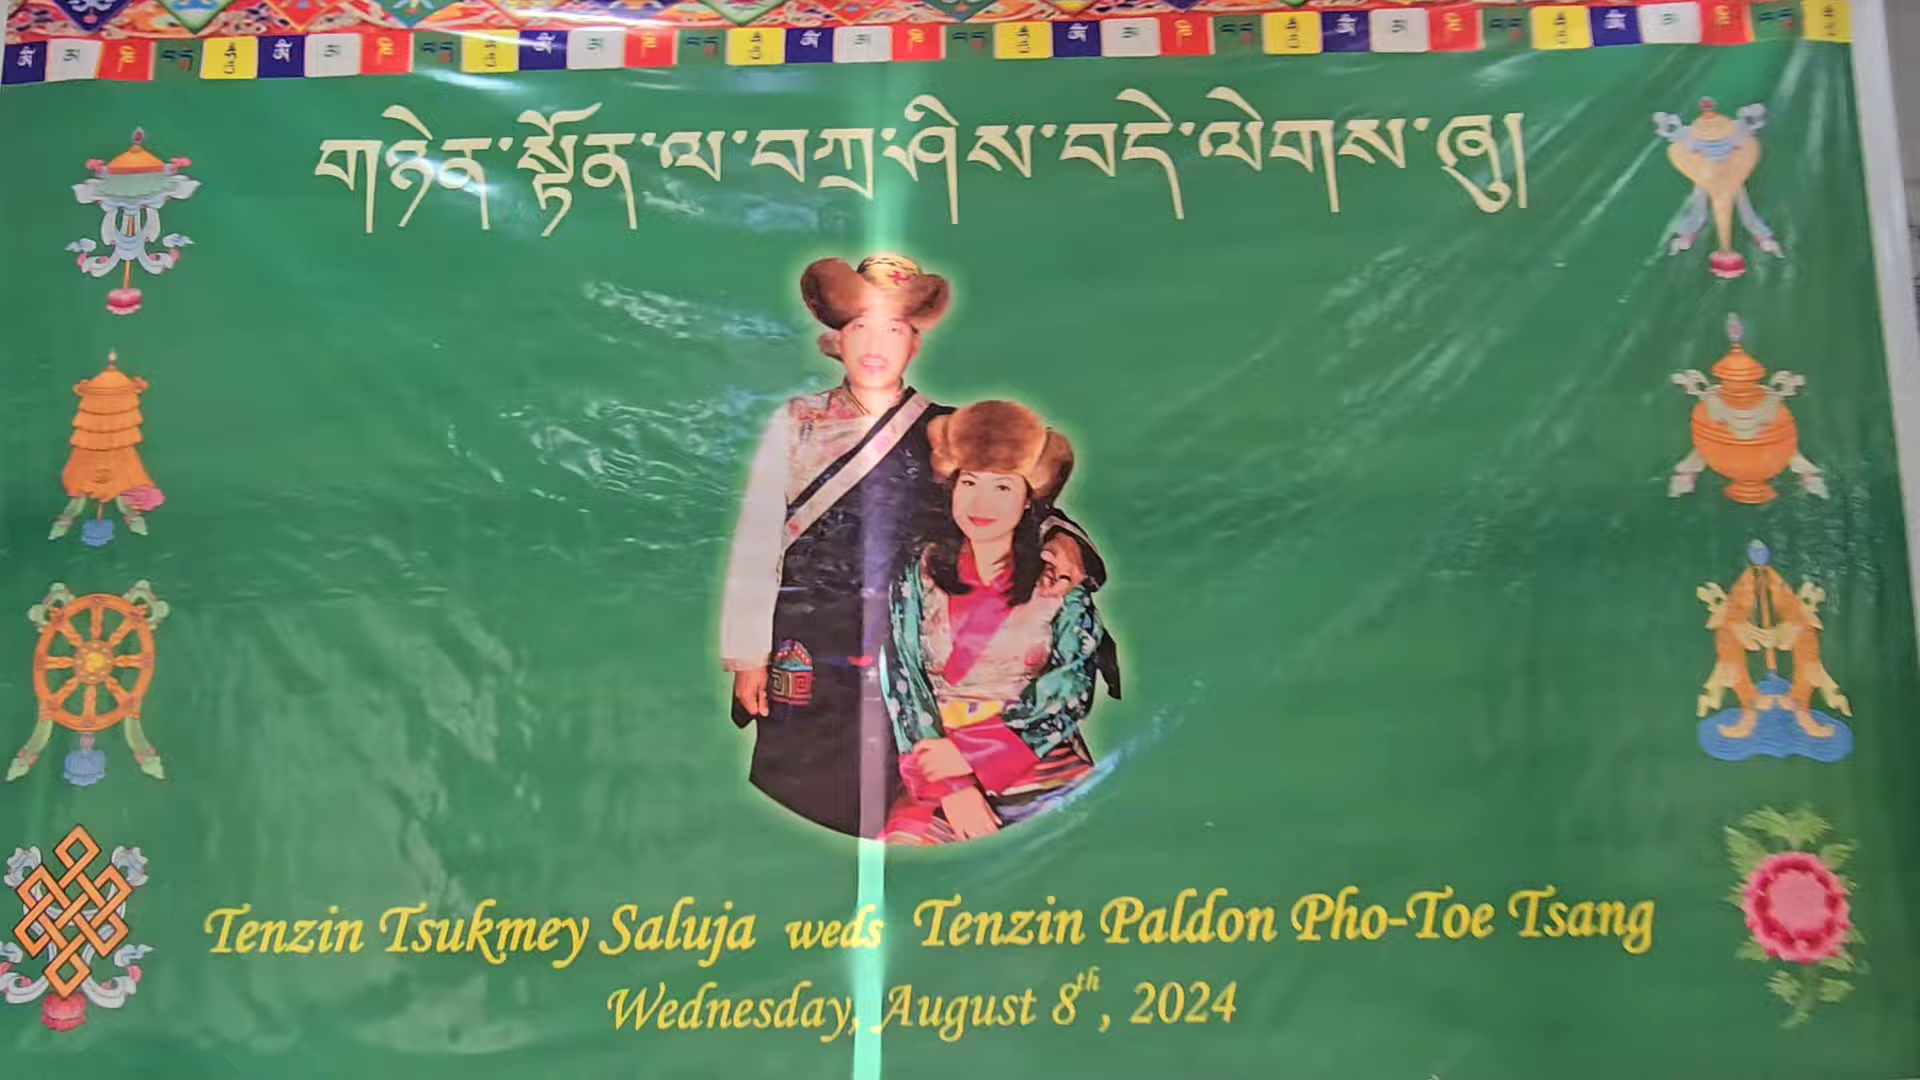 གཉེན་སྟོན་ལ་བཀྲ་ཤིས་བདེ་ལེགས་ཞུ།
Tenzin Tsukmey Saluja weds Tenzin Paldon Pho-Toe Tsang
Wednesday, August 8th, 2024